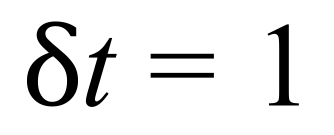 δt = 1